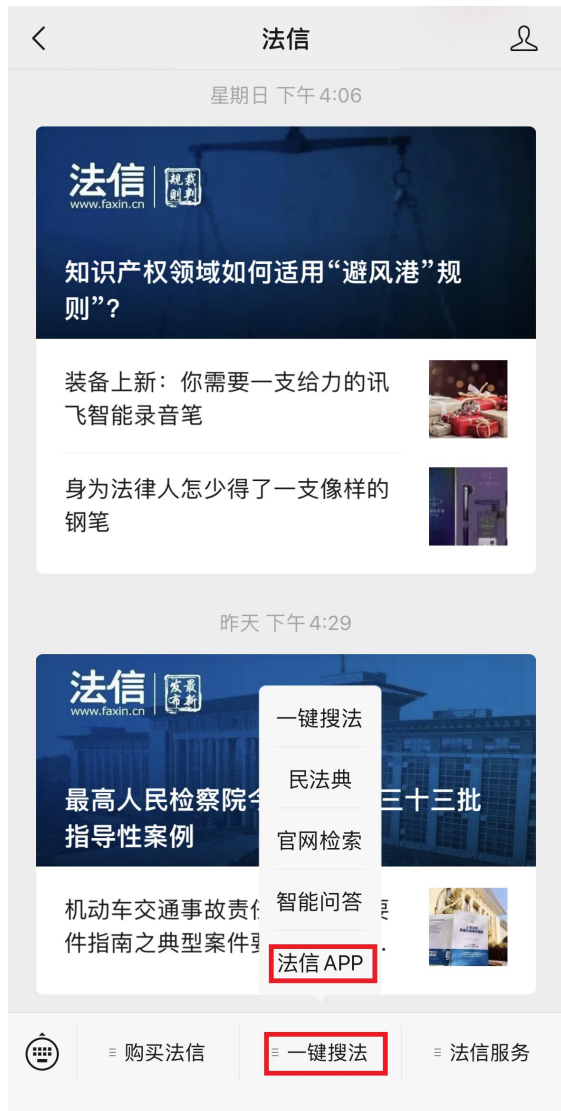 法信
星期日 下午4:06
法信 裁判规则
www.faxin.cn
知识产权领域如何适用“避风港”规
则”?
装备上新：你需要一支给力的讯
飞智能录音笔
身为法律人怎少得了一支像样的
钢笔
昨天 下午4:29
法信 最新发布
www.faxin.cn
最高人民检察院
三十三批
指导性案例
机动车交通事故责
件指南之典型案件
一键搜法
民法典
官网检索
智能问答
法信APP
购买法信
一键搜法
法信服务